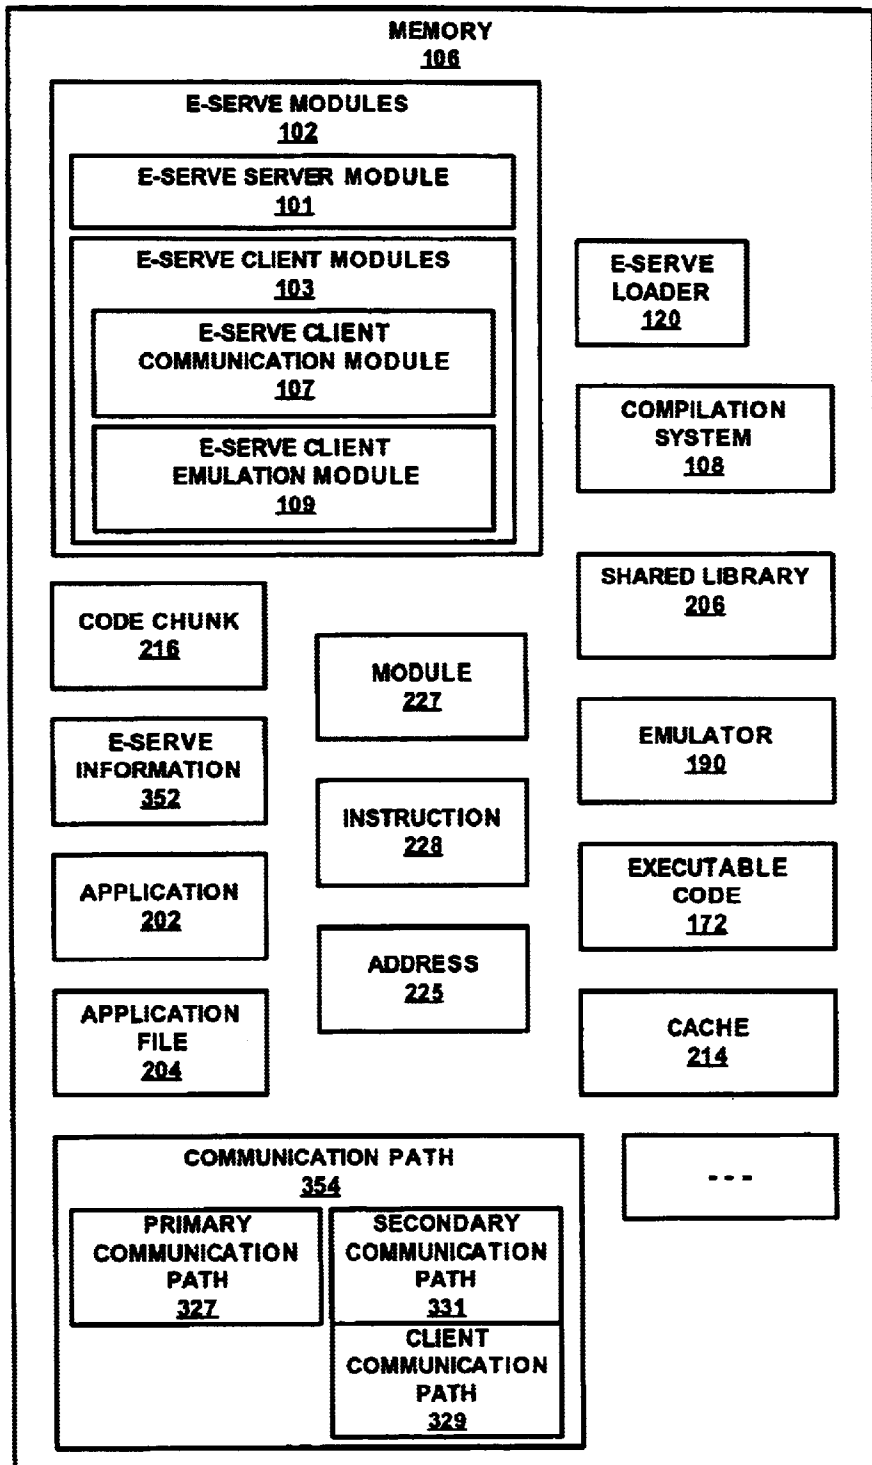 MEMORY
106
E-SERVE MODULES
102
E-SERVE SERVER MODULE
101
E-SERVE CLIENT MODULES
103
E-SERVE CLIENT
COMMUNICATION MODULE
107
E-SERVE CLIENT
EMULATION MODULE
109
E-SERVE
LOADER
120
COMPILATION
SYSTEM
108
SHARED LIBRARY
206
CODE CHUNK
216
MODULE
227
E-SERVE
INFORMATION
352
EMULATOR
190
INSTRUCTION
228
APPLICATION
202
EXECUTABLE
CODE
172
ADDRESS
225
APPLICATION
FILE
204
CACHE
214
COMMUNICATION PATH
354
PRIMARY
COMMUNICATION
PATH
327
SECONDARY
COMMUNICATION
PATH
331
CLIENT
COMMUNICATION
PATH
329
- - -